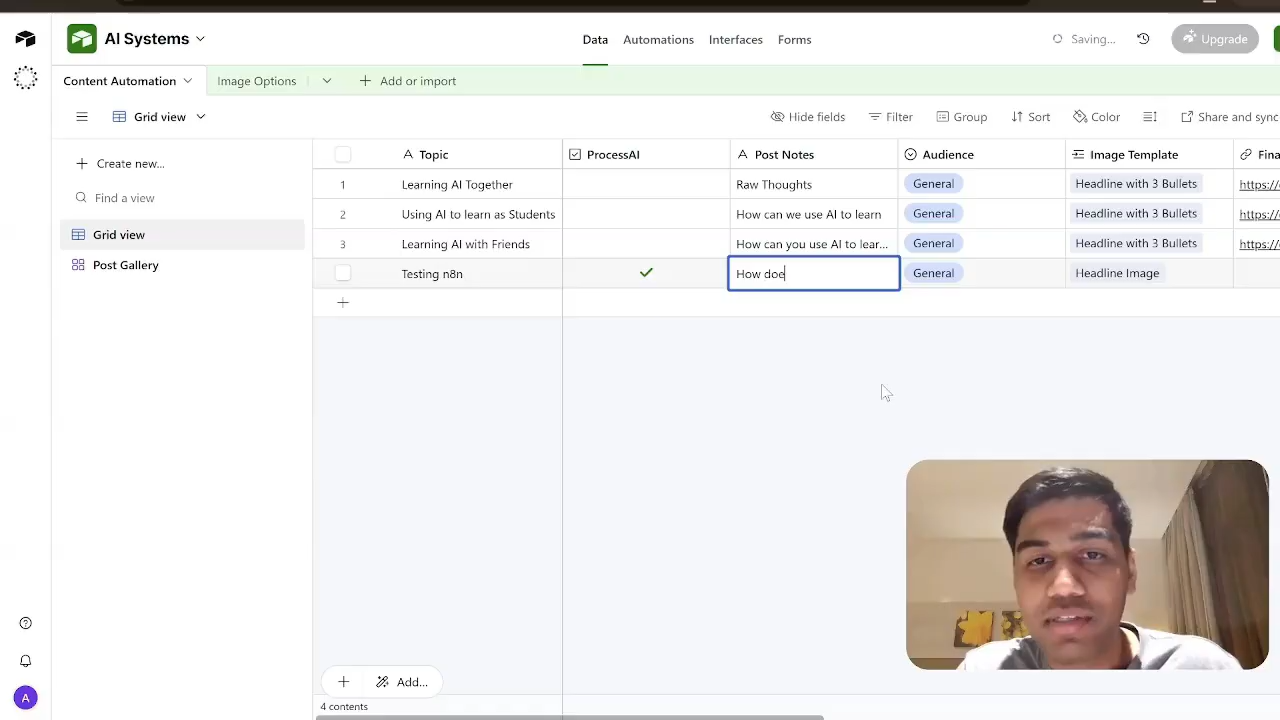 AI Systems
Data Automations Interfaces Forms
Saving... Upgrade
Content Automation Image Options Add or import
Grid view Hide fields Filter Group Sort Color Share and sync
Create new...
Find a view
Grid view
Post Gallery
Topic ProcessAI Post Notes Audience Image Template Fina
1 Learning AI Together Raw Thoughts General Headline with 3 Bullets https://
2 Using AI to learn as Students How can we use AI to learn General Headline with 3 Bullets https://
3 Learning AI with Friends How can you use AI to lear... General Headline with 3 Bullets https://
Testing n8n How doe General Headline Image
Add...
4 contents
A